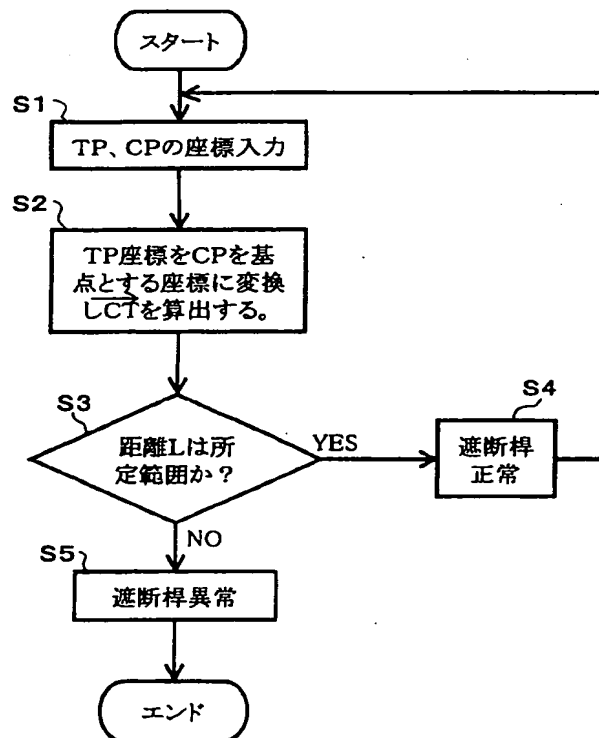 スタート
S1
TP、CPの座標入力
S2
TP座標をCPを基
点とする座標に変換
しCTを算出する。
S3
距離Lは所
定範囲か?
YES
S4
遮断桿
正常
NO
S5
遮断桿異常
エンド